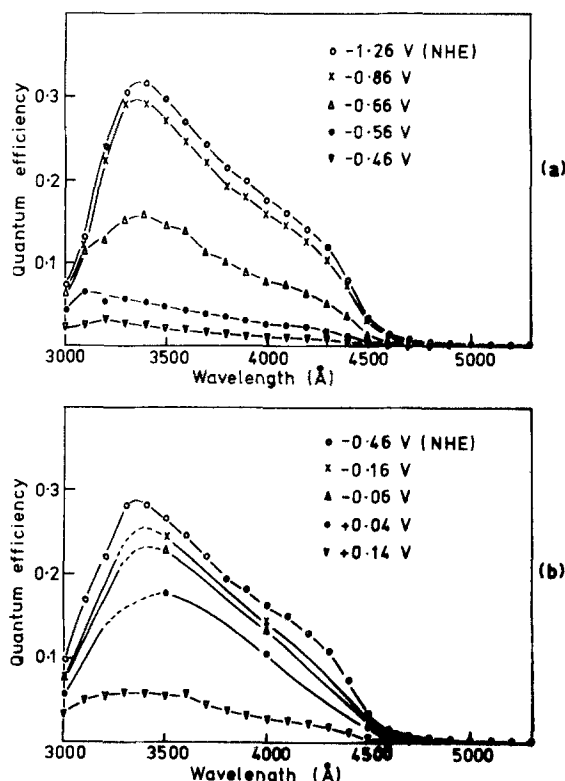 (a)
Quantum efficiency
0.3
0.2
0.1
-1.26 V (NHE)
-0.86 V
-0.66 V
-0.56 V
-0.46 V
3000 3500 4000 4500 5000
Wavelength (Å)
(b)
Quantum efficiency
0.3
0.2
0.1
-0.46 V (NHE)
-0.16 V
-0.06 V
+0.04 V
+0.14 V
3000 3500 4000 4500 5000
Wavelength (Å)